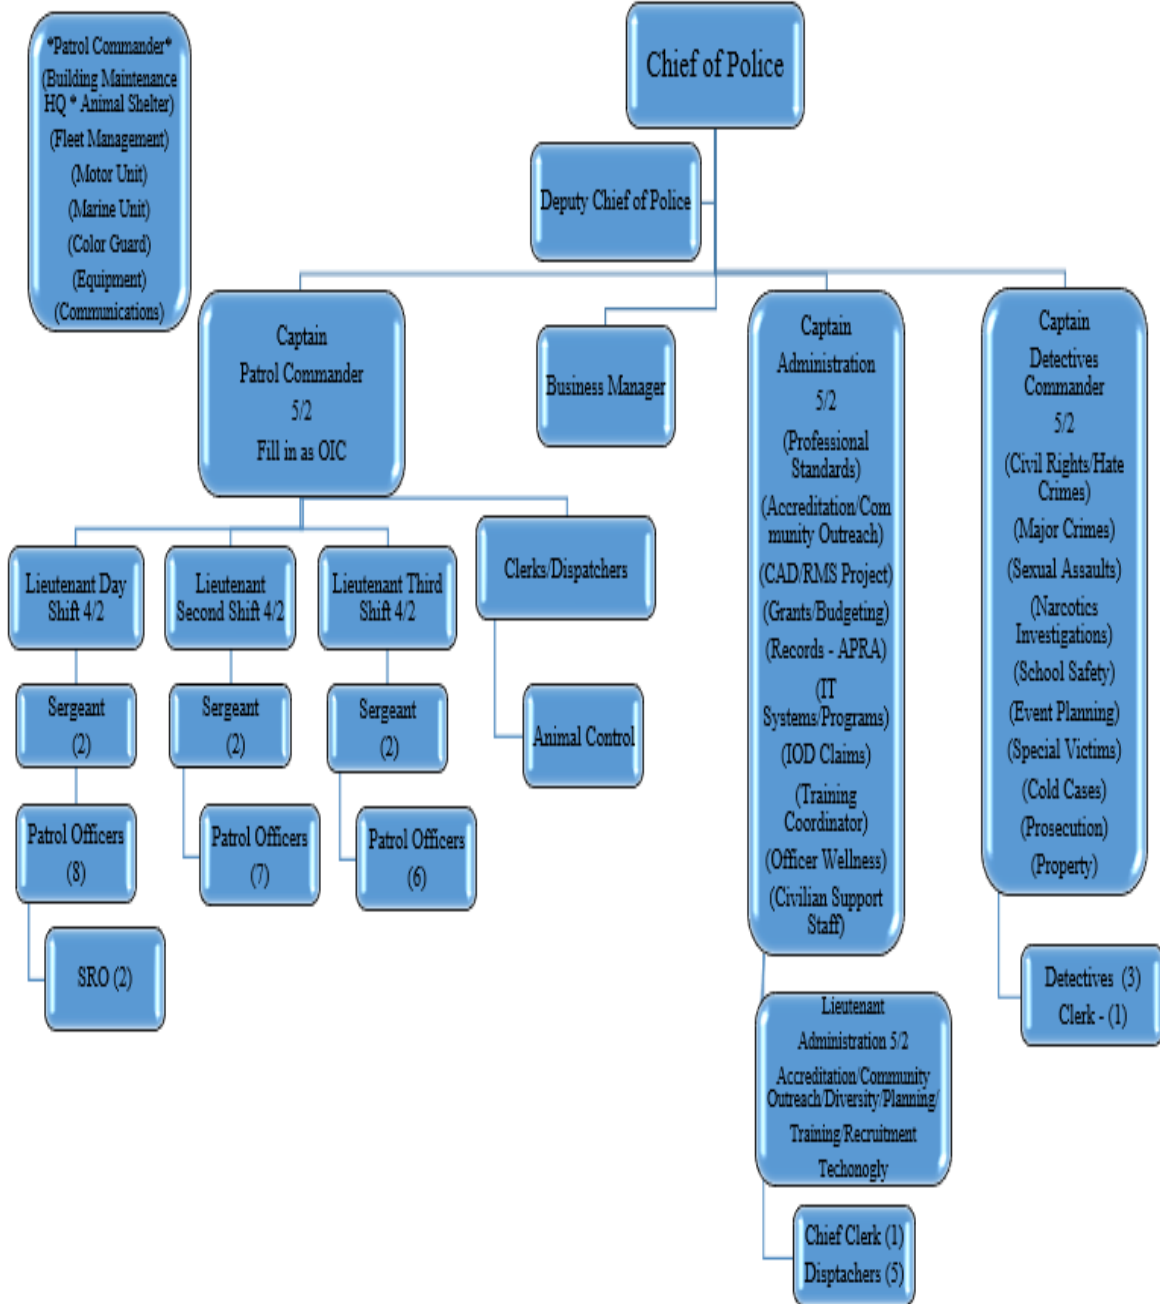 *Patrol Commander*
(Building Maintenance
HQ * Animal Shelter)
(Fleet Management)
(Motor Unit)
(Marine Unit)
(Color Guard)
(Equipment)
(Communications)
Chief of Police
Deputy Chief of Police
Captain
Patrol Commander
5/2
Fill in as OIC
Business Manager
Captain
Administration
5/2
(Professional
Standards)
(Accreditation/Com
munity Outreach)
(CAD/RMS Project)
(Grants/Budgeting)
(Records - APRA)
(IT
Systems/Programs)
(IOD Claims)
(Training
Coordinator)
(Officer Wellness)
(Civilian Support
Staff)
Captain
Detectives
Commander
5/2
(Civil Rights/Hate
Crimes)
(Major Crimes)
(Sexual Assaults)
(Narcotics
Investigations)
(School Safety)
(Event Planning)
(Special Victims)
(Cold Cases)
(Prosecution)
(Property)
Lieutenant Day
Shift 4/2
Lieutenant
Second Shift 4/2
Lieutenant Third
Shift 4/2
Clerks/Dispatchers
Sergeant
(2)
Sergeant
(2)
Sergeant
(2)
Animal Control
Patrol Officers
(8)
Patrol Officers
(7)
Patrol Officers
(6)
SRO (2)
Detectives (3)
Clerk - (1)
Lieutenant
Administration 5/2
Accreditation/Community
Outreach/Diversity/Planning/
Training/Recruitment
Techonogly
Chief Clerk (1)
Disptachers (5)